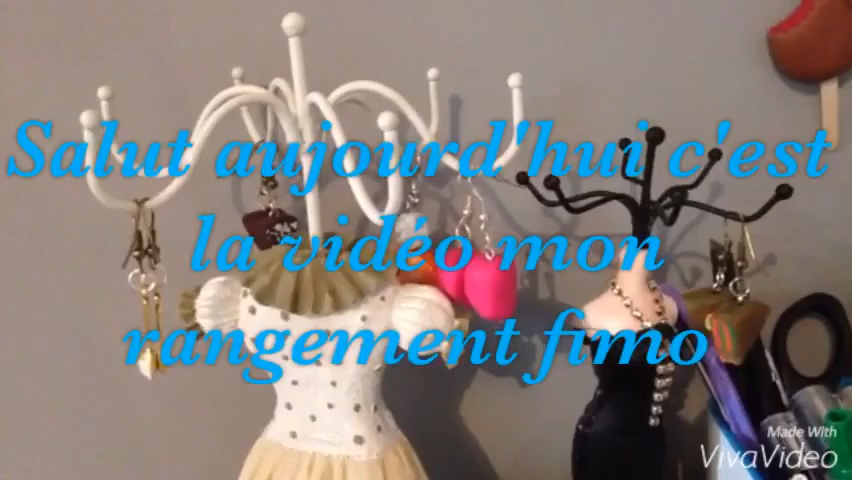 Salut aujourd'hui c'est
la vidéo mon
rangement fimo
Made With
VivaVideo